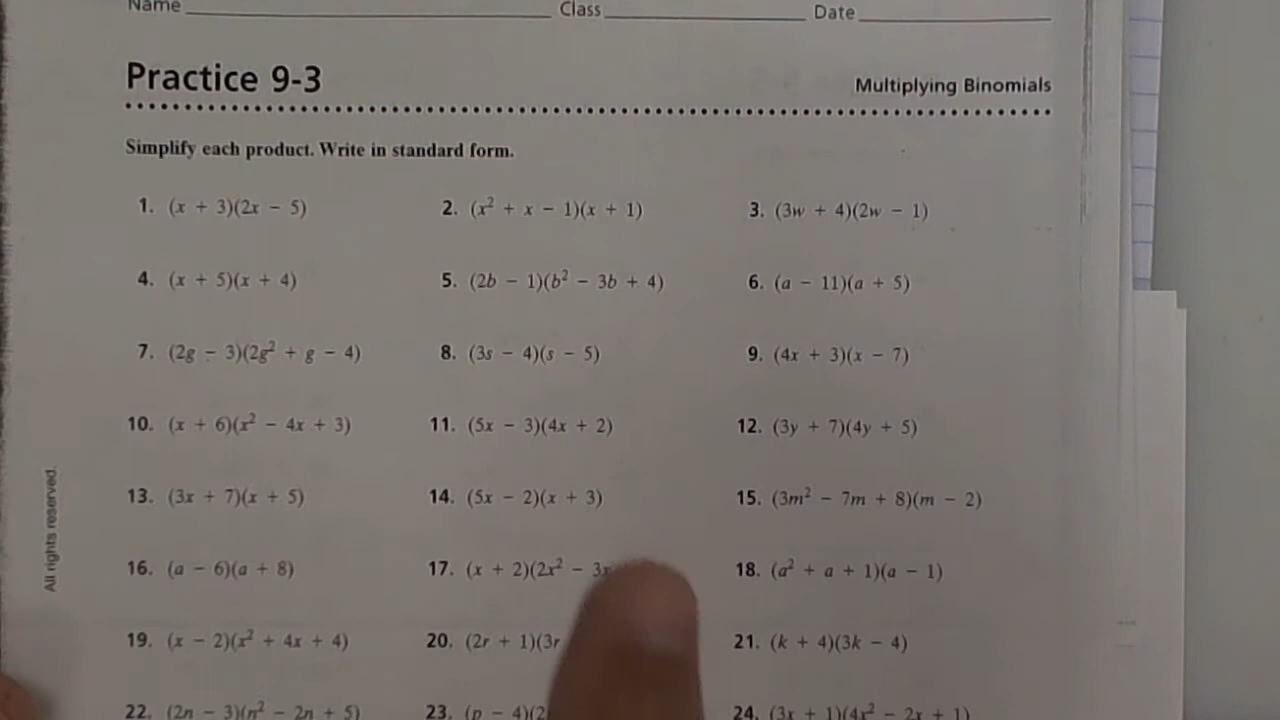 Name Class Date
Practice 9-3 Multiplying Binomials
Simplify each product. Write in standard form.
1. (x + 3)(2x − 5) 2. (x² + x − 1)(x + 1) 3. (3w + 4)(2w − 1)
4. (x + 5)(x + 4) 5. (2b − 1)(b² − 3b + 4) 6. (a − 11)(a + 5)
7. (2g − 3)(2g² + g − 4) 8. (3s − 4)(s − 5) 9. (4x + 3)(x − 7)
10. (x + 6)(x² − 4x + 3) 11. (5x − 3)(4x + 2) 12. (3y + 7)(4y + 5)
13. (3x + 7)(x + 5) 14. (5x − 2)(x + 3) 15. (3m² − 7m + 8)(m − 2)
16. (a − 6)(a + 8) 17. (x + 2)(2x² − 3x 18. (a² + a + 1)(a − 1)
19. (x − 2)(x² + 4x + 4) 20. (2r + 1)(3r 21. (k + 4)(3k − 4)
22. (2n − 3)(n² − 2n + 5) 23. (p − 4)(2 24. (3x + 1)(4x² − 2x + 1)
All rights reserved.